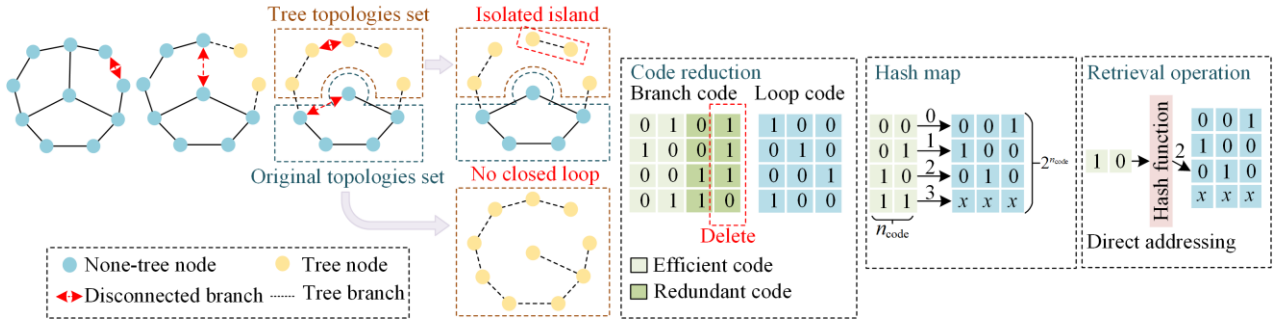 Tree topologies set
Isolated island
Original topologies set
No closed loop
None-tree node
Tree node
Disconnected branch
Tree branch
Code reduction
Branch code
Loop code
0 1 0 1 1 0 0
1 0 0 1 0 1 0
0 0 1 1 0 0 1
0 1 1 0 1 0 0
Delete
Efficient code
Redundant code
Hash map
0 0 0 0 0 1
0 1 1 1 0 0
1 0 2 0 1 0
1 1 3 x x x
n_code
2^n_code
Retrieval operation
1 0
Hash function
2
0 0 1
1 0 0
0 1 0
x x x
Direct addressing